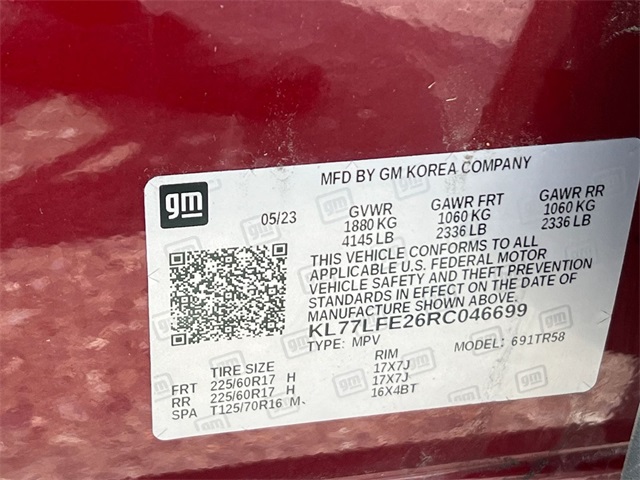 MFD BY GM KOREA COMPANY
gm
05/23
GVWR
1880 KG
4145 LB
GAWR FRT
1060 KG
2336 LB
GAWR RR
1060 KG
2336 LB
THIS VEHICLE CONFORMS TO ALL
APPLICABLE U.S. FEDERAL MOTOR
VEHICLE SAFETY AND THEFT PREVENTION
STANDARDS IN EFFECT ON THE DATE OF
MANUFACTURE SHOWN ABOVE.
KL77LFE26RC046699
TYPE: MPV
MODEL: 691TR58
TIRE SIZE
RIM
FRT 225/60R17 H 17X7J
RR 225/60R17 H 17X7J
SPA T125/70R16 M 16X4BT